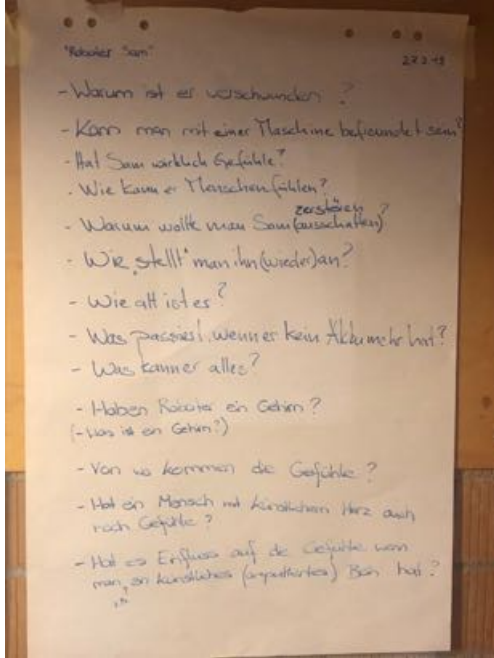 "Roboter Sam"
27.2.19
- Warum ist er verschwunden ?
- Kann man mit einer Maschine befreundet sein?
- Hat Sam wirklich Gefühle?
- Wie kann er Menschen fühlen?
zerstören ?
- Warum wollte man Sam (ausschalten)
- Wie "stellt" man ihn (wieder) an?
- Wie alt ist er ?
- Was passiert wenn er kein Akku mehr hat?
- Was kann er alles?
- Haben Roboter ein Gehirn ?
(- Was ist ein Gehirn?)
- Von wo kommen die Gefühle ?
- Hat ein Mensch mit künstlichem Herz auch
noch Gefühle ?
- Hat es Einfluss auf die Gefühle wenn
man ein künstliches (amputiertes) Bein hat ?